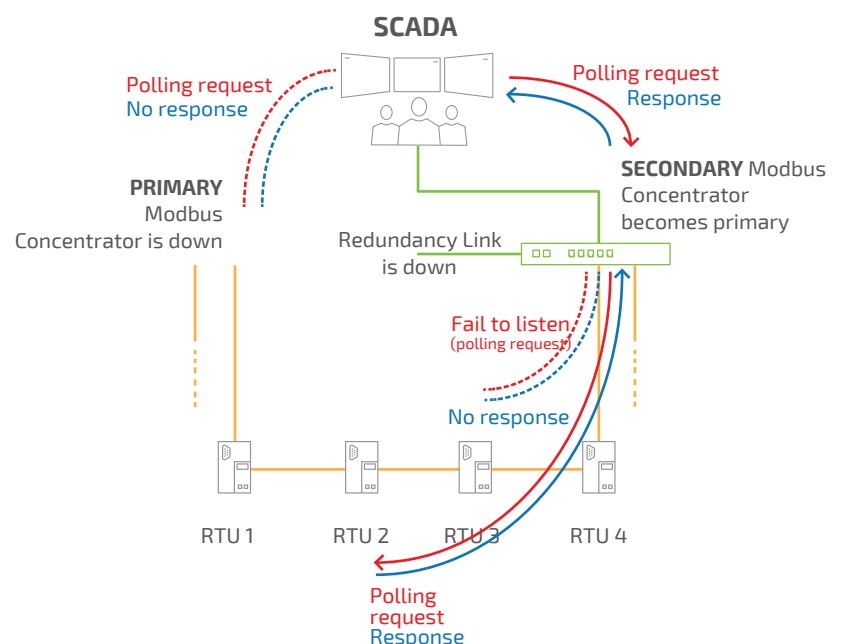 SCADA
Polling request
No response
Polling request
Response
PRIMARY
Modbus
Concentrator is down
SECONDARY Modbus
Concentrator
becomes primary
Redundancy Link
is down
Fail to listen
(polling request)
No response
RTU 1
RTU 2
RTU 3
RTU 4
Polling
request
Response